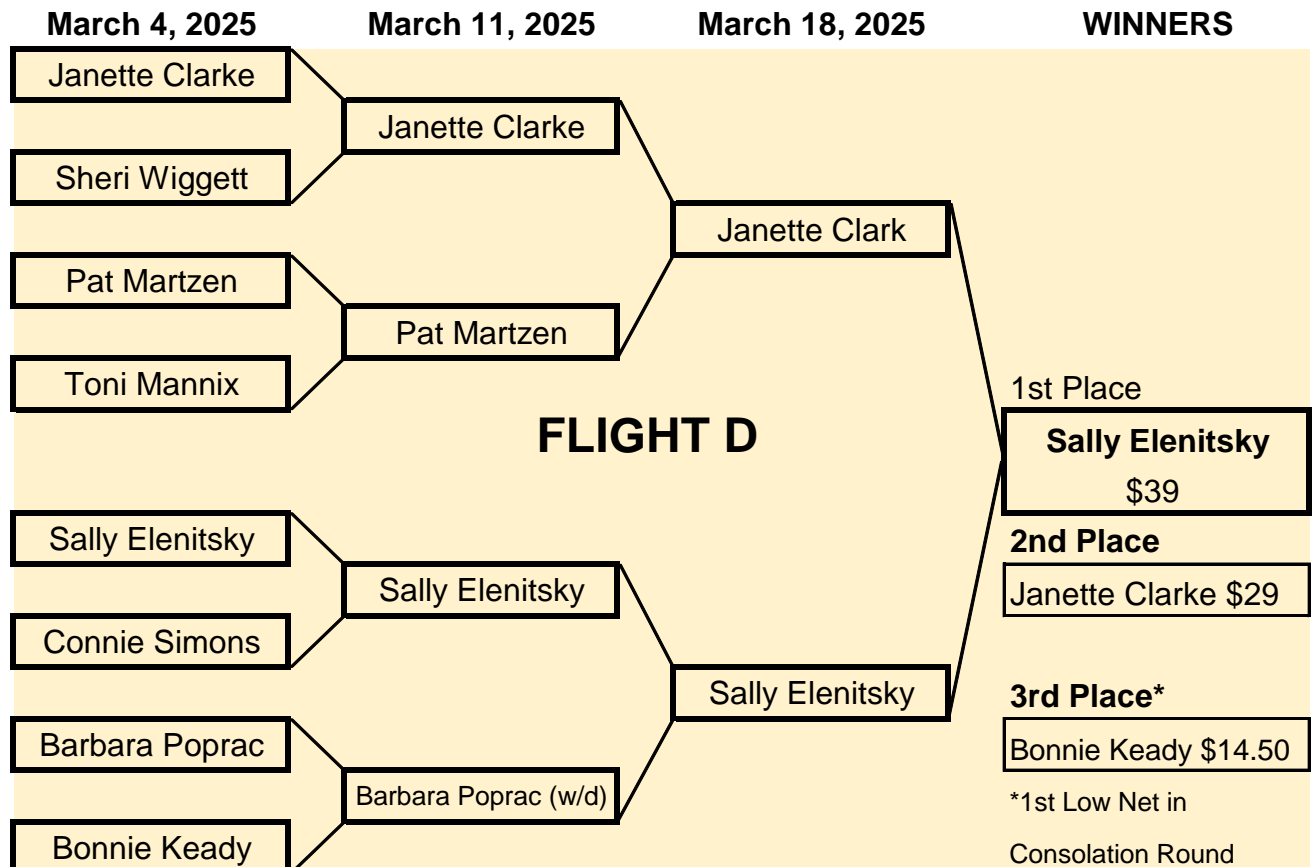 March 4, 2025 March 11, 2025 March 18, 2025 WINNERS
Janette Clarke
Janette Clarke
Sheri Wiggett
Janette Clark
Pat Martzen
Pat Martzen
Toni Mannix
1st Place
FLIGHT D
Sally Elenitsky
$39
Sally Elenitsky
2nd Place
Sally Elenitsky
Janette Clarke $29
Connie Simons
Sally Elenitsky
3rd Place*
Barbara Poprac
Bonnie Keady $14.50
Barbara Poprac (w/d)
*1st Low Net in
Bonnie Keady
Consolation Round